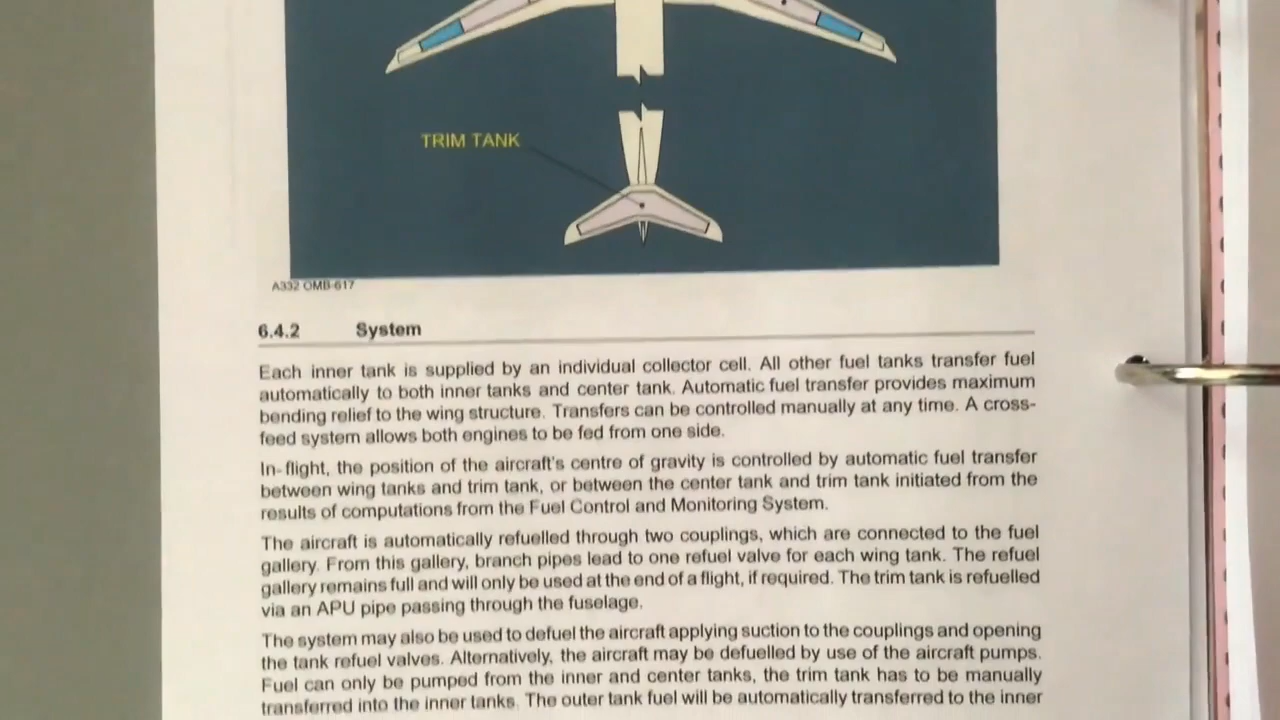 TRIM TANK
A332 OMB-617
6.4.2 System
Each inner tank is supplied by an individual collector cell. All other fuel tanks transfer fuel
automatically to both inner tanks and center tank. Automatic fuel transfer provides maximum
bending relief to the wing structure. Transfers can be controlled manually at any time. A cross-
feed system allows both engines to be fed from one side.
In-flight, the position of the aircraft's centre of gravity is controlled by automatic fuel transfer
between wing tanks and trim tank, or between the center tank and trim tank initiated from the
results of computations from the Fuel Control and Monitoring System.
The aircraft is automatically refuelled through two couplings, which are connected to the fuel
gallery. From this gallery, branch pipes lead to one refuel valve for each wing tank. The refuel
gallery remains full and will only be used at the end of a flight, if required. The trim tank is refuelled
via an APU pipe passing through the fuselage.
The system may also be used to defuel the aircraft applying suction to the couplings and opening
the tank refuel valves. Alternatively, the aircraft may be defuelled by use of the aircraft pumps.
Fuel can only be pumped from the inner and center tanks, the trim tank has to be manually
transferred into the inner tanks. The outer tank fuel will be automatically transferred to the inner